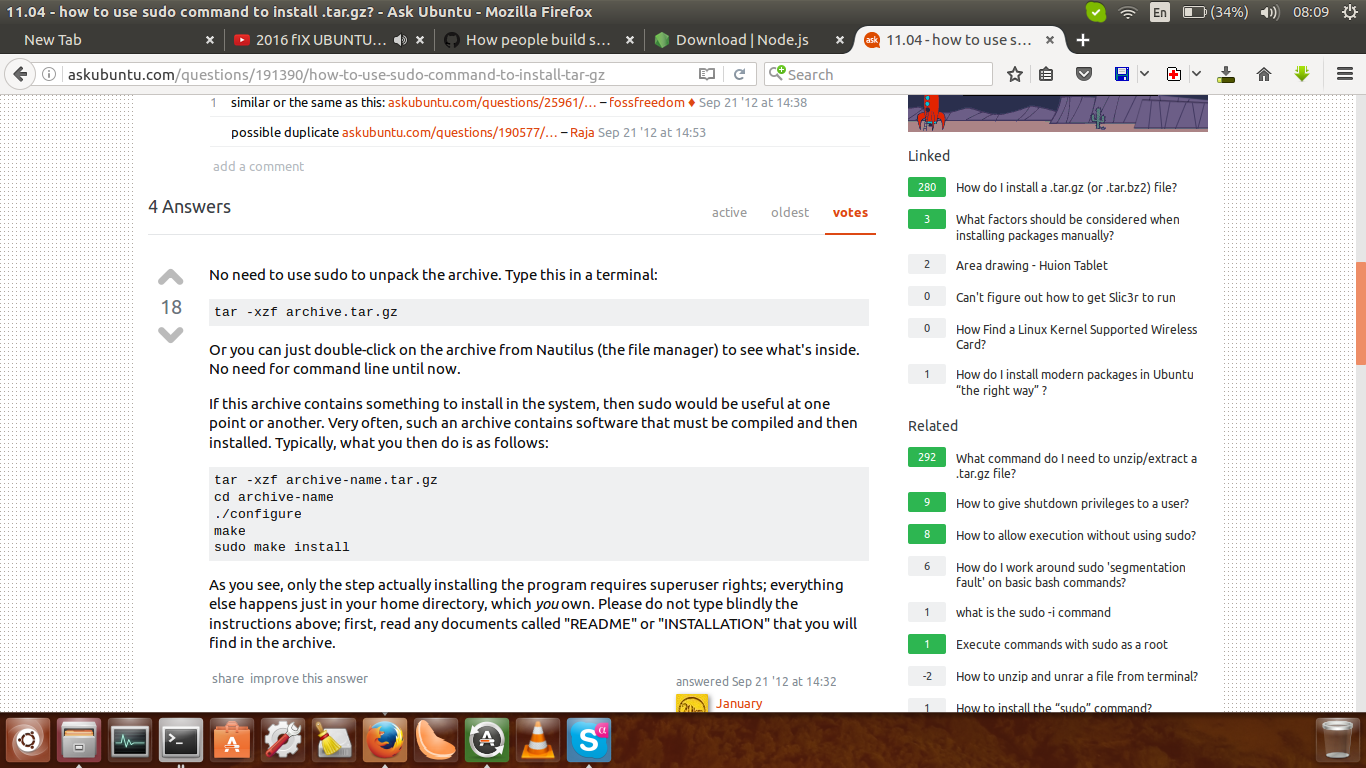 11.04 - how to use sudo command to install .tar.gz? - Ask Ubuntu - Mozilla Firefox
En (34%) 08:09
New Tab
2016 fIX UBUNTU...
How people build s...
Download | Node.js
ask 11.04 - how to use s...
askubuntu.com/questions/191390/how-to-use-sudo-command-to-install-tar-gz
Search
1 similar or the same as this: askubuntu.com/questions/25961/... – fossfreedom ♦ Sep 21 '12 at 14:38
possible duplicate askubuntu.com/questions/190577/... – Raja Sep 21 '12 at 14:53
add a comment
4 Answers
active oldest votes
18
No need to use sudo to unpack the archive. Type this in a terminal:
tar -xzf archive.tar.gz
Or you can just double-click on the archive from Nautilus (the file manager) to see what's inside.
No need for command line until now.
If this archive contains something to install in the system, then sudo would be useful at one
point or another. Very often, such an archive contains software that must be compiled and then
installed. Typically, what you then do is as follows:
tar -xzf archive-name.tar.gz
cd archive-name
./configure
make
sudo make install
As you see, only the step actually installing the program requires superuser rights; everything
else happens just in your home directory, which you own. Please do not type blindly the
instructions above; first, read any documents called "README" or "INSTALLATION" that you will
find in the archive.
share improve this answer
answered Sep 21 '12 at 14:32
January
Linked
280 How do I install a .tar.gz (or .tar.bz2) file?
3 What factors should be considered when
installing packages manually?
2 Area drawing - Huion Tablet
0 Can't figure out how to get Slic3r to run
0 How Find a Linux Kernel Supported Wireless
Card?
1 How do I install modern packages in Ubuntu
“the right way” ?
Related
292 What command do I need to unzip/extract a
.tar.gz file?
9 How to give shutdown privileges to a user?
8 How to allow execution without using sudo?
6 How do I work around sudo 'segmentation
fault' on basic bash commands?
1 what is the sudo -i command
1 Execute commands with sudo as a root
-2 How to unzip and unrar a file from terminal?
1 How to install the “sudo” command?